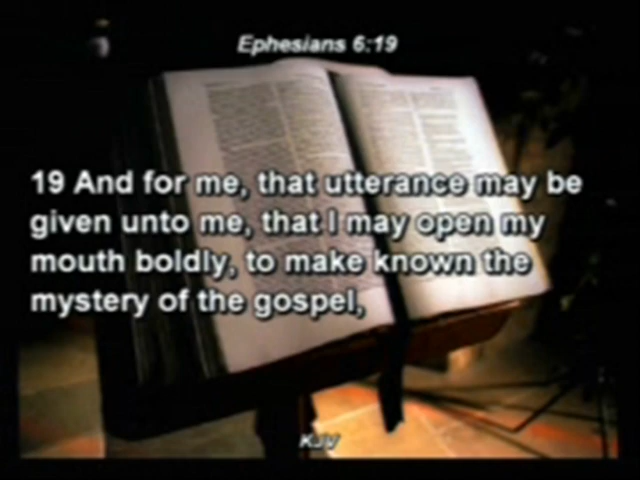 Ephesians 6:19
19 And for me, that utterance may be
given unto me, that I may open my
mouth boldly, to make known the
mystery of the gospel,
KJV